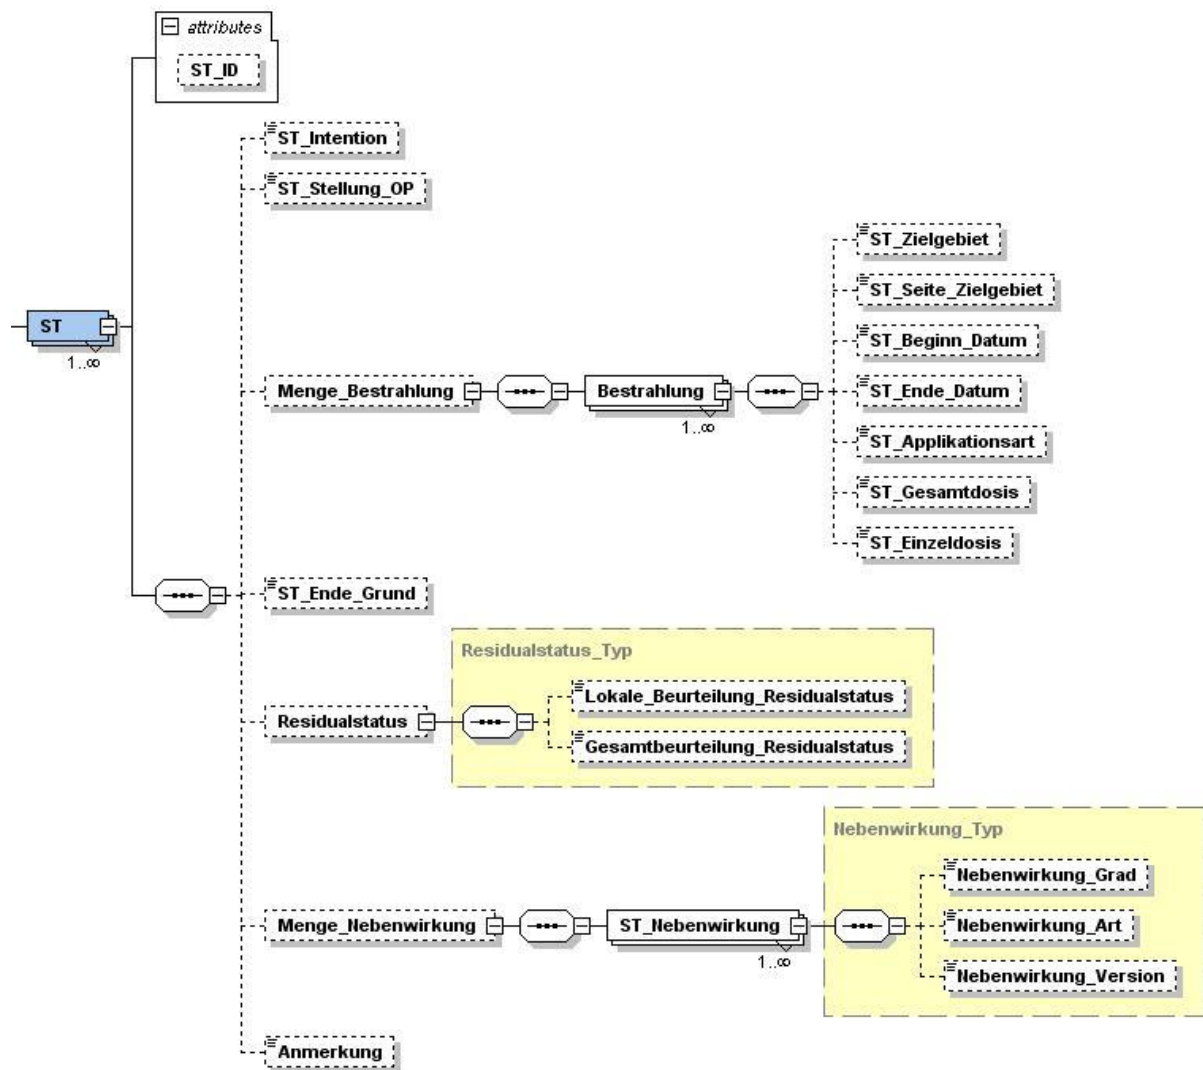 attributes
ST_ID
ST_Intention
ST_Stellung_OP
ST_Zielgebiet
ST_Seite_Zielgebiet
ST_Beginn_Datum
ST
1..∞
Menge_Bestrahlung
Bestrahlung
1..∞
ST_Ende_Datum
ST_Applikationsart
ST_Gesamtdosis
ST_Einzeldosis
ST_Ende_Grund
Residualstatus_Typ
Lokale_Beurteilung_Residualstatus
Residualstatus
Gesamtbeurteilung_Residualstatus
Nebenwirkung_Typ
Nebenwirkung_Grad
Menge_Nebenwirkung
ST_Nebenwirkung
1..∞
Nebenwirkung_Art
Nebenwirkung_Version
Anmerkung